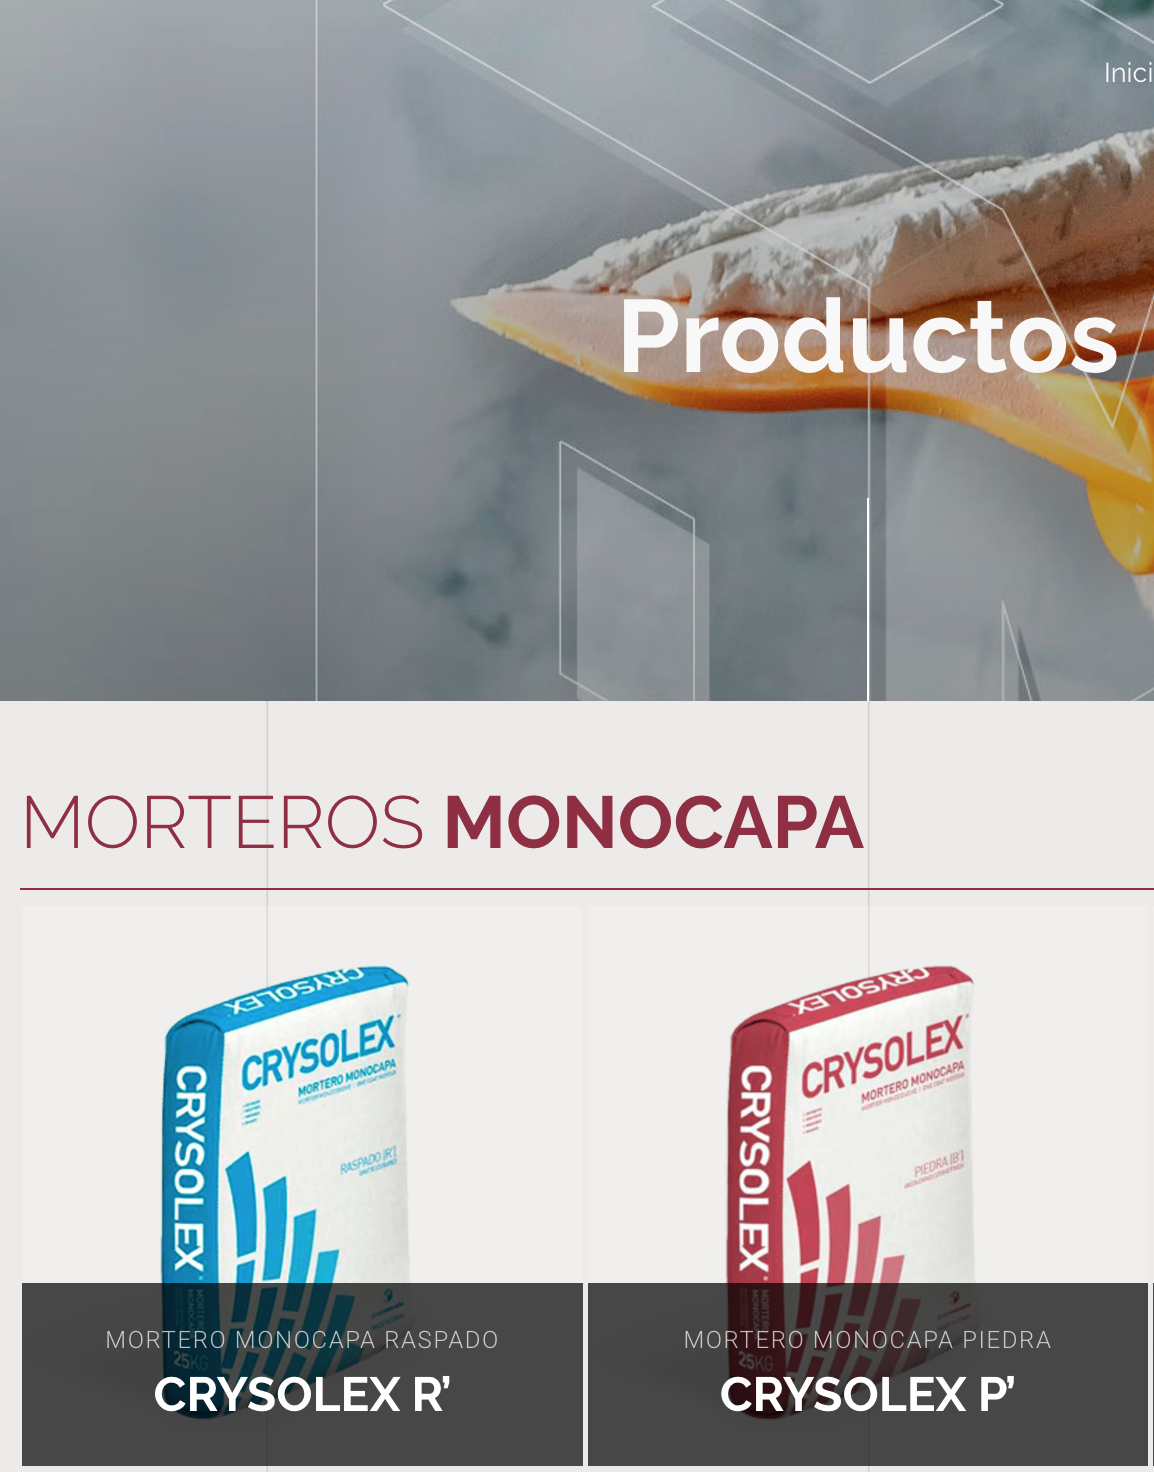 Inici
Productos
MORTEROS MONOCAPA
CRYSOLEX
CRYSOLEX
MORTERO MONOCAPA
RASPADO (R')
CRYSOLEX
25KG
MORTERO MONOCAPA RASPADO
CRYSOLEX R’
CRYSOLEX
CRYSOLEX
MORTERO MONOCAPA
PIEDRA (B')
CRYSOLEX
25KG
MORTERO MONOCAPA PIEDRA
CRYSOLEX P’